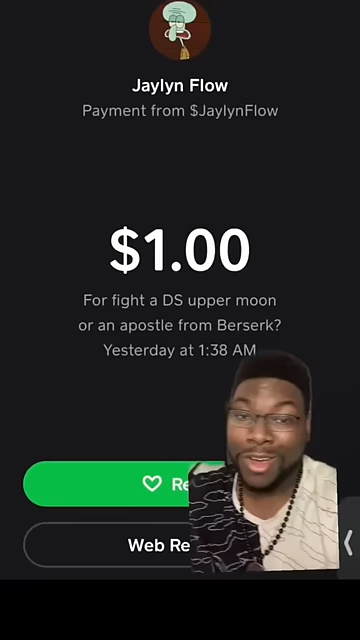 Jaylyn Flow
Payment from $JaylynFlow
$1.00
For fight a DS upper moon
or an apostle from Berserk?
Yesterday at 1:38 AM
Web